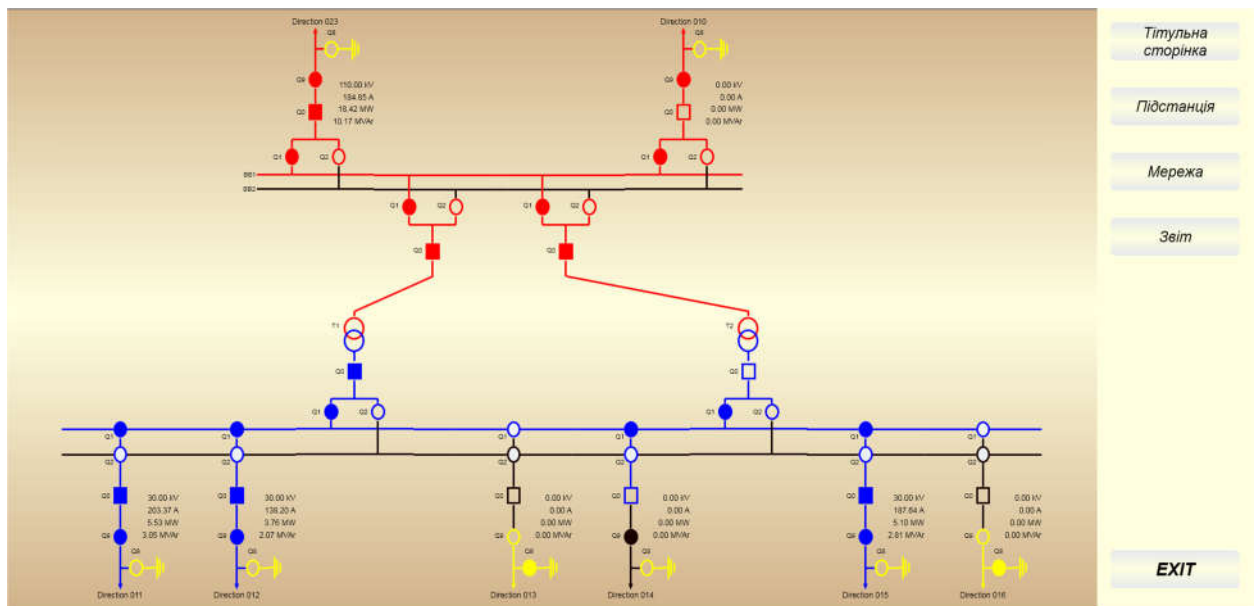 Direction 023
Direction 010
Тітульна
сторінка
Підстанція
Мережа
Звіт
EXIT
Q8
Q9
110.00 kV
184.65 A
Q0
18.42 MW
10.17 MVAr
Q1
Q2
Q8
Q9
0.00 kV
0.00 A
Q0
0.00 MW
0.00 MVAr
Q1
Q2
BB1
BB2
Q1
Q2
Q1
Q2
Q0
Q0
T1
T2
Q0
Q0
Q1
Q2
Q1
Q2
Q1
Q1
Q1
Q1
Q1
Q1
Q2
Q2
Q2
Q2
Q2
Q2
Q0
30.00 kV
203.37 A
5.53 MW
Q9
3.05 MVAr
Q8
Direction 011
Q0
30.00 kV
138.20 A
3.76 MW
Q9
2.07 MVAr
Q8
Direction 012
Q0
0.00 kV
0.00 A
0.00 MW
Q9
0.00 MVAr
Q8
Direction 013
Q0
0.00 kV
0.00 A
0.00 MW
Q9
0.00 MVAr
Q8
Direction 014
Q0
30.00 kV
187.64 A
5.10 MW
Q9
2.81 MVAr
Q8
Direction 015
Q0
0.00 kV
0.00 A
0.00 MW
Q9
0.00 MVAr
Q8
Direction 016